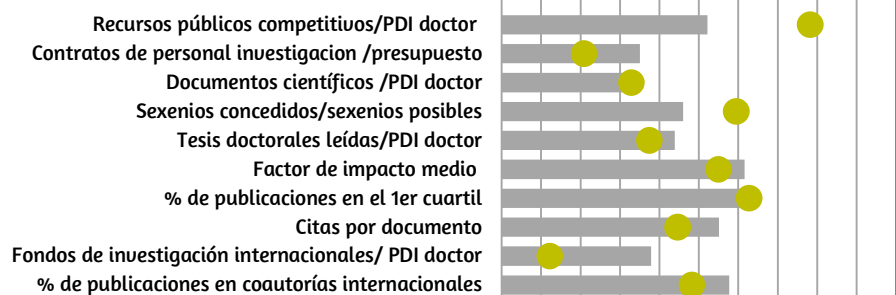 Recursos públicos competitivos/PDI doctor
Contratos de personal investigacion /presupuesto
Documentos científicos /PDI doctor
Sexenios concedidos/sexenios posibles
Tesis doctorales leídas/PDI doctor
Factor de impacto medio
% de publicaciones en el 1er cuartil
Citas por documento
Fondos de investigación internacionales/ PDI doctor
% de publicaciones en coautorías internacionales